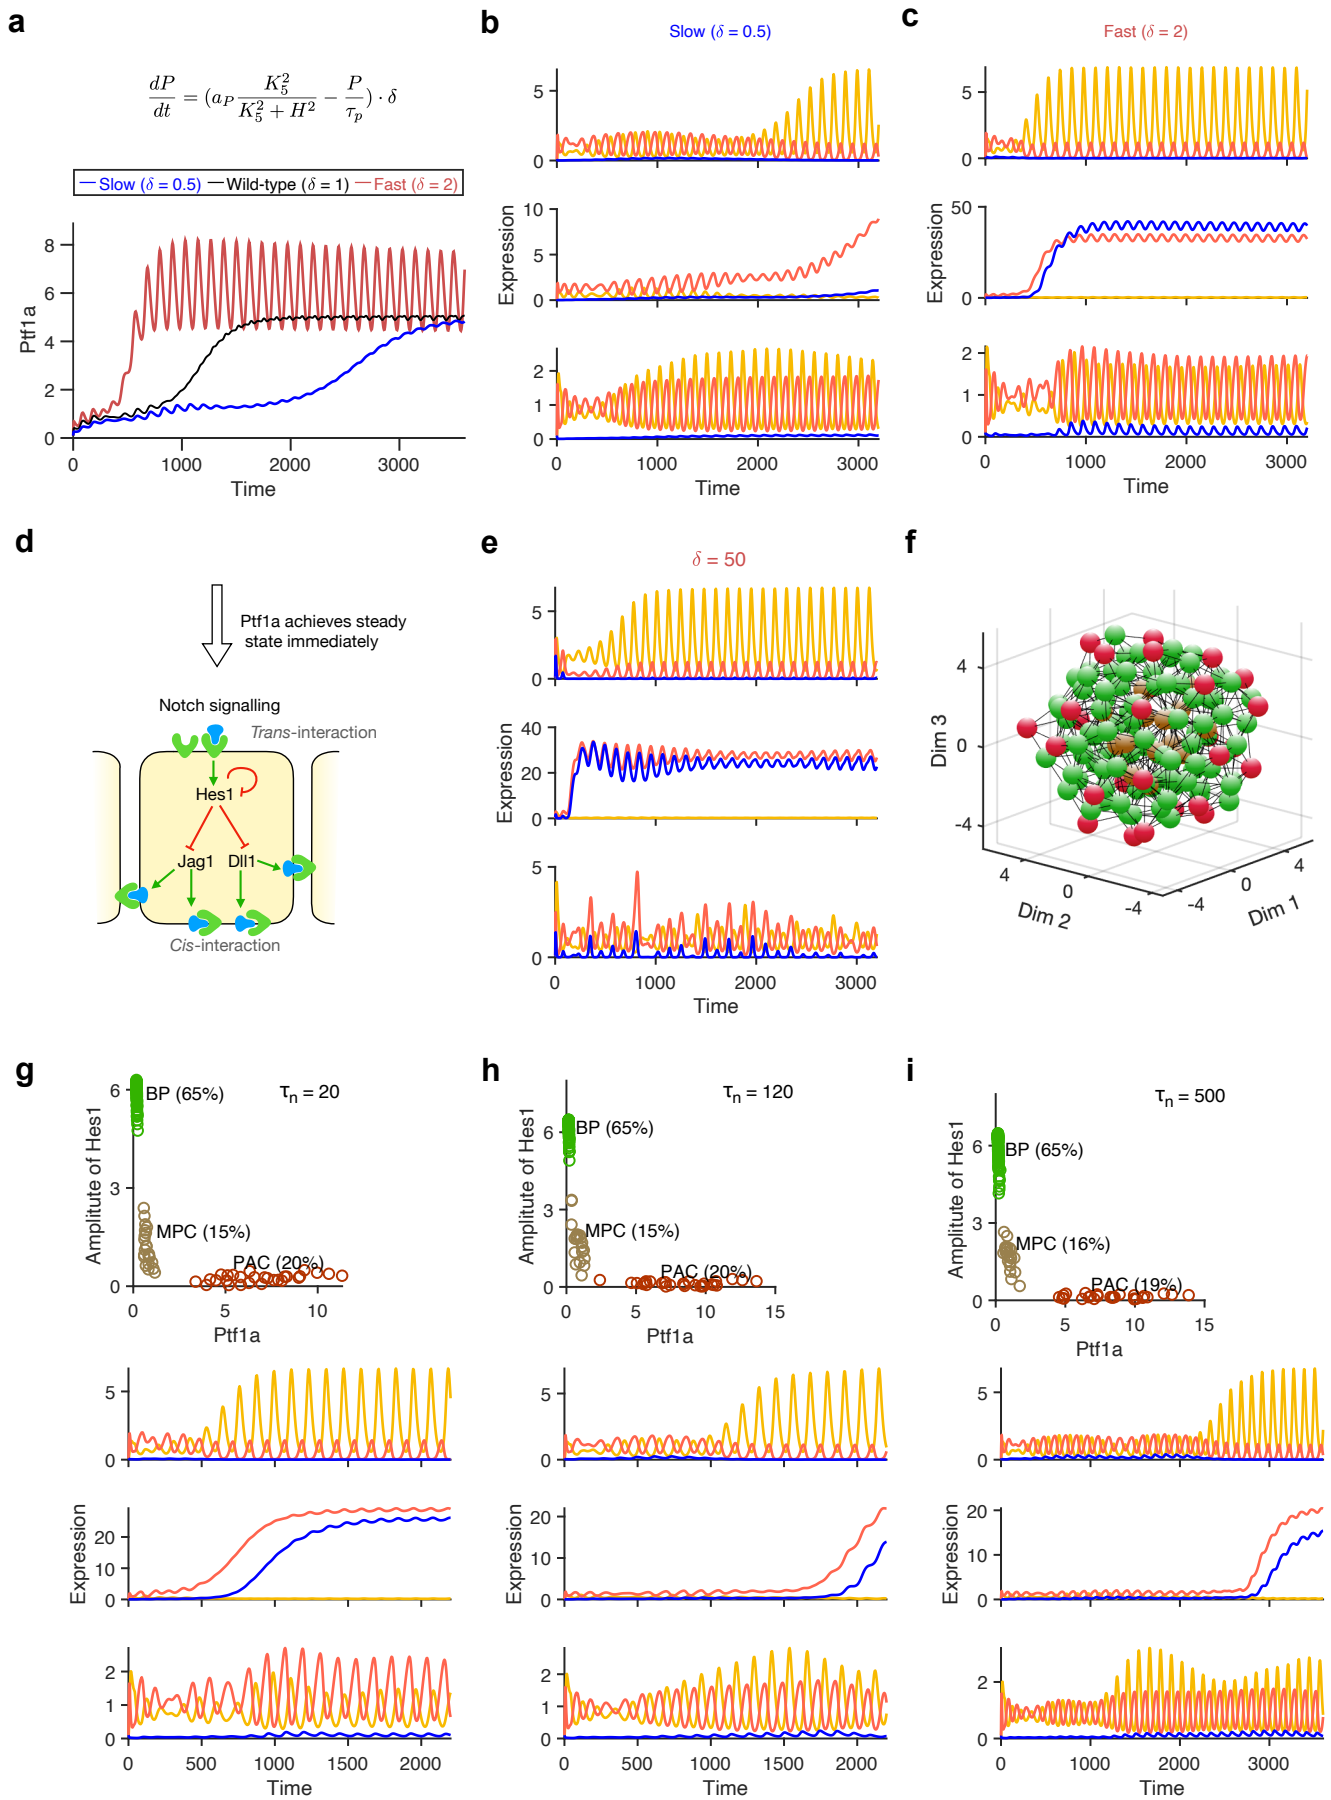 a
dP/dt = (a_P K_5^2/(K_5^2 + H^2) − P/τ_p) · δ
Slow (δ = 0.5) Wild-type (δ = 1) Fast (δ = 2)
8
6
4
2
0
Ptf1a
0 1000 2000 3000
Time
b
Slow (δ = 0.5)
5
0
10
5
0
Expression
2
1
0
0 1000 2000 3000
Time
c
Fast (δ = 2)
5
0
50
0
Expression
2
1
0
0 1000 2000 3000
Time
d
Ptf1a achieves steady
state immediately
Notch signalling
Trans-interaction
Hes1
Jag1 Dll1
Cis-interaction
e
δ = 50
5
0
40
20
0
Expression
5
0
0 1000 2000 3000
Time
f
4
0
-4
Dim 3
4 0 -4
Dim 2
-4 0 4
Dim 1
g
τn = 20
6
3
0
Amplitude of Hes1
BP (65%)
MPC (15%)
PAC (20%)
0 5 10
Ptf1a
5
0
20
10
0
Expression
2
1
0
0 500 1000 1500 2000
Time
h
τn = 120
6
3
0
Amplitude of Hes1
BP (65%)
MPC (15%)
PAC (20%)
0 5 10 15
Ptf1a
5
0
20
10
0
Expression
2
1
0
0 500 1000 1500 2000
Time
i
τn = 500
6
3
0
Amplitude of Hes1
BP (65%)
MPC (16%)
PAC (19%)
0 5 10 15
Ptf1a
5
0
20
10
0
Expression
2
0
0 1000 2000 3000
Time